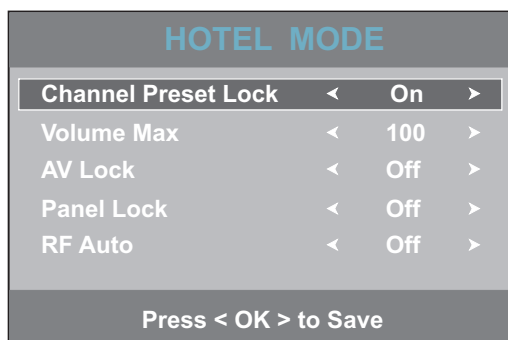 HOTEL MODE
Channel Preset Lock < On >
Volume Max < 100 >
AV Lock < Off >
Panel Lock < Off >
RF Auto < Off >
Press < OK > to Save